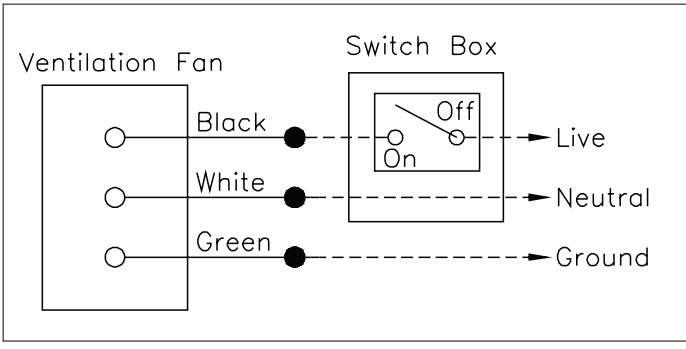 Switch Box
Ventilation Fan
Black
Off
On
Live
White
Neutral
Green
Ground